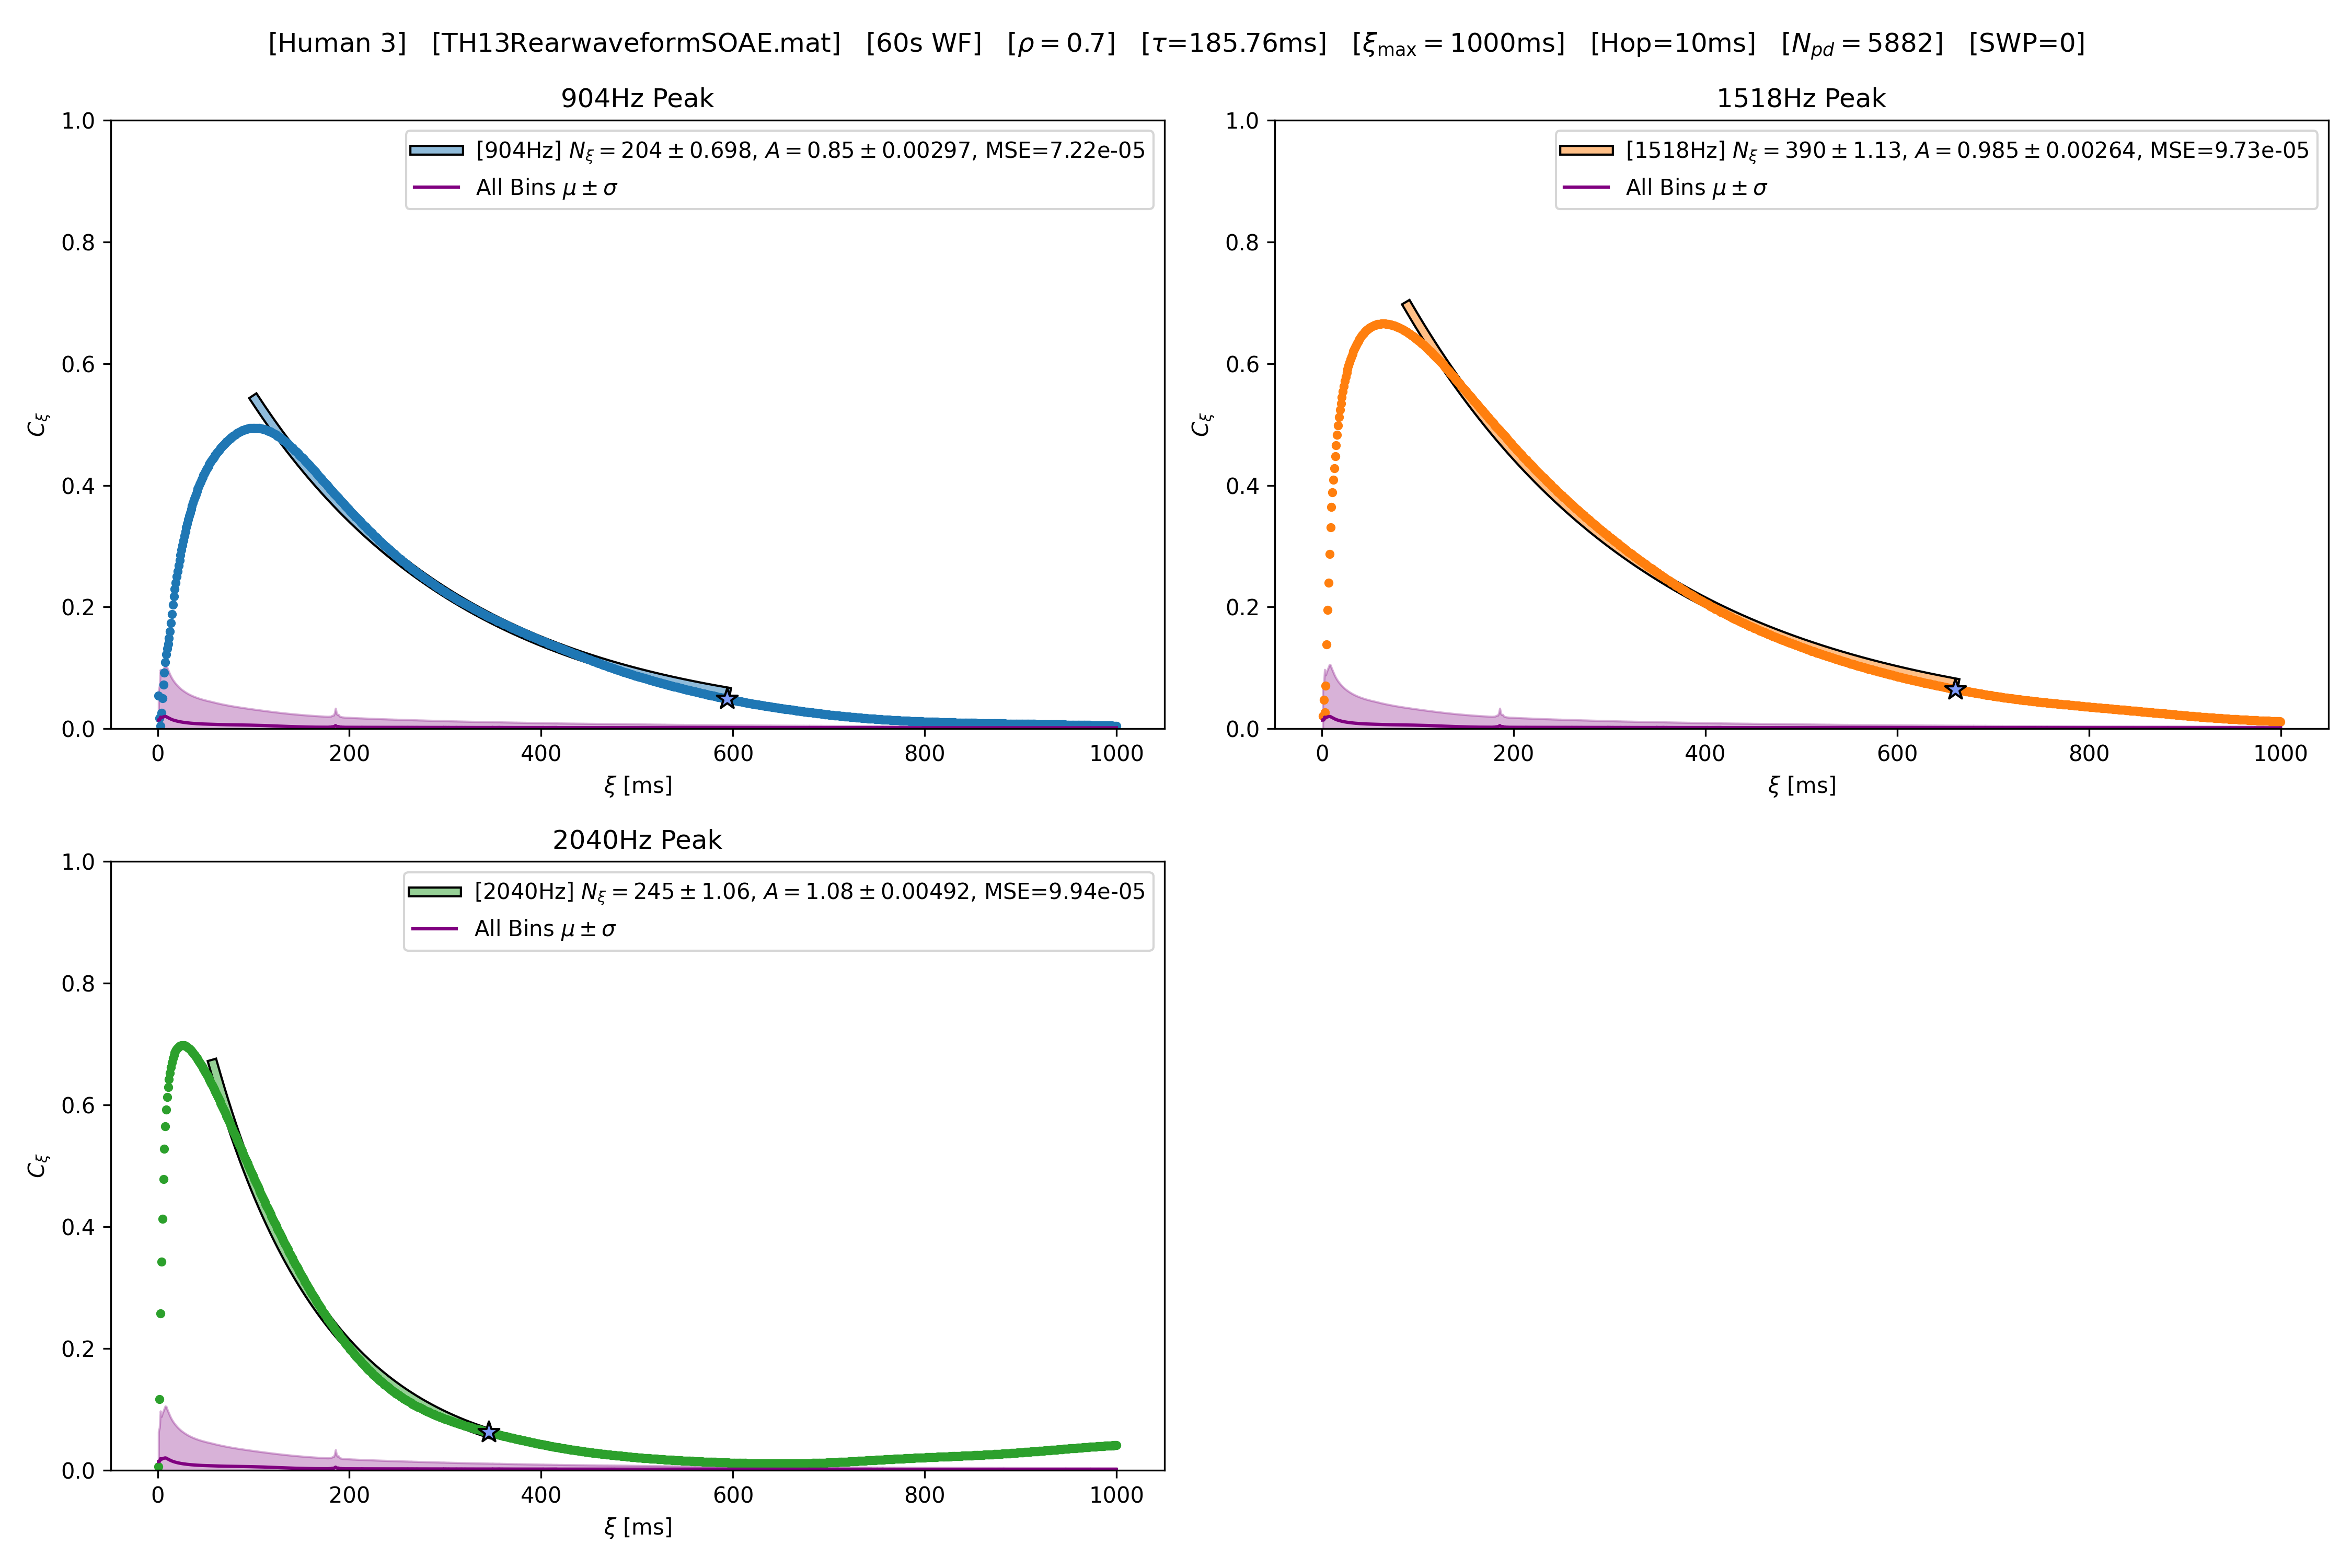 [Human 3] [TH13RearwaveformSOAE.mat] [60s WF] [ρ = 0.7] [τ=185.76ms] [ξmax = 1000ms] [Hop=10ms] [Npd = 5882] [SWP=0]
904Hz Peak
1.0
0.8
0.6
0.4
0.2
0.0
Cξ
[904Hz] Nξ = 204 ± 0.698, A = 0.85 ± 0.00297, MSE=7.22e-05
All Bins μ ± σ
0 200 400 600 800 1000
ξ [ms]
1518Hz Peak
1.0
0.8
0.6
0.4
0.2
0.0
Cξ
[1518Hz] Nξ = 390 ± 1.13, A = 0.985 ± 0.00264, MSE=9.73e-05
All Bins μ ± σ
0 200 400 600 800 1000
ξ [ms]
2040Hz Peak
1.0
0.8
0.6
0.4
0.2
0.0
Cξ
[2040Hz] Nξ = 245 ± 1.06, A = 1.08 ± 0.00492, MSE=9.94e-05
All Bins μ ± σ
0 200 400 600 800 1000
ξ [ms]